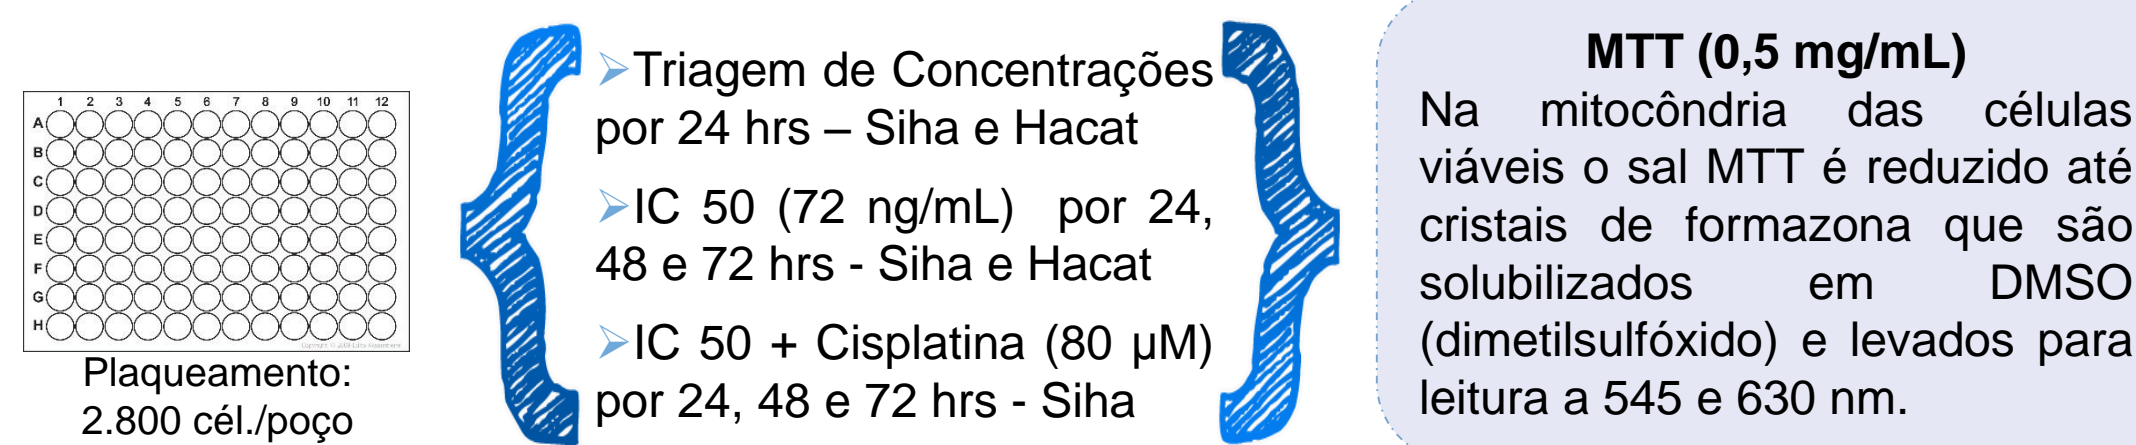 1 2 3 4 5 6 7 8 9 10 11 12
A
B
C
D
E
F
G
H
Plaqueamento:
2.800 cél./poço
➢Triagem de Concentrações
por 24 hrs – Siha e Hacat
➢IC 50 (72 ng/mL) por 24,
48 e 72 hrs - Siha e Hacat
➢IC 50 + Cisplatina (80 μM)
por 24, 48 e 72 hrs - Siha
MTT (0,5 mg/mL)
Na mitocôndria das células
viáveis o sal MTT é reduzido até
cristais de formazona que são
solubilizados em DMSO
(dimetilsulfóxido) e levados para
leitura a 545 e 630 nm.